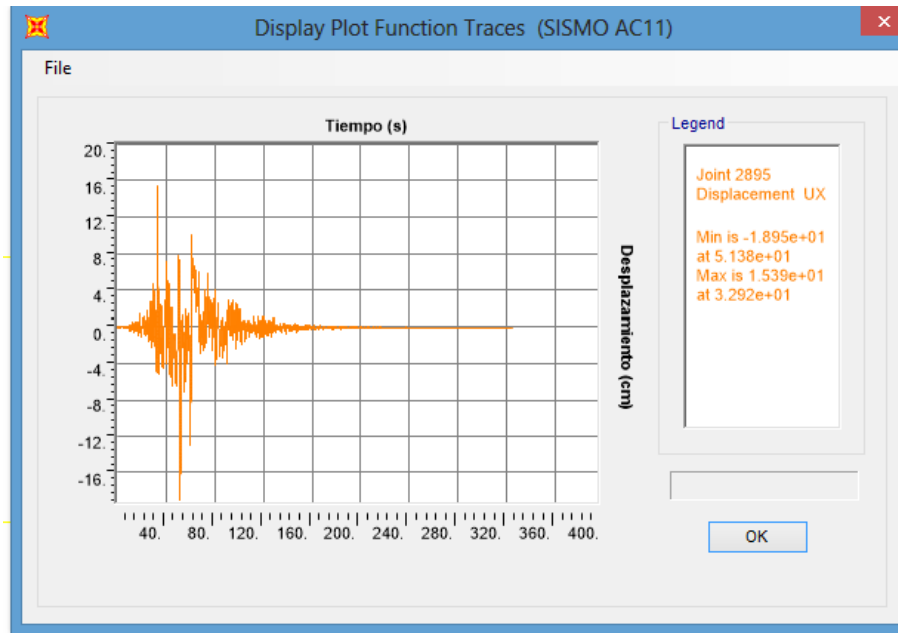 Display Plot Function Traces (SISMO AC11)
File
Tiempo (s)
20.
16.
12.
8.
4.
0.
-4.
-8.
-12.
-16.
40. 80. 120. 160. 200. 240. 280. 320. 360. 400.
Desplazamiento (cm)
Legend
Joint 2895
Displacement UX
Min is -1.895e+01
at 5.138e+01
Max is 1.539e+01
at 3.292e+01
OK